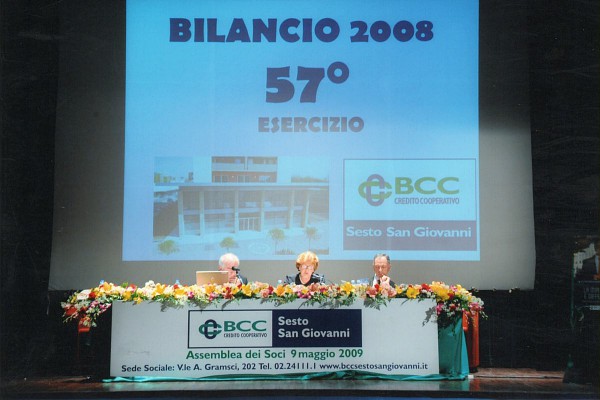 BILANCIO 2008
57°
ESERCIZIO
BCC
CREDITO COOPERATIVO
Sesto San Giovanni
BCC
CREDITO COOPERATIVO
Sesto
San Giovanni
Assemblea dei Soci 9 maggio 2009
Sede Sociale: V.le A. Gramsci, 202 Tel. 02.24111.1 www.bccsestosangiovanni.it